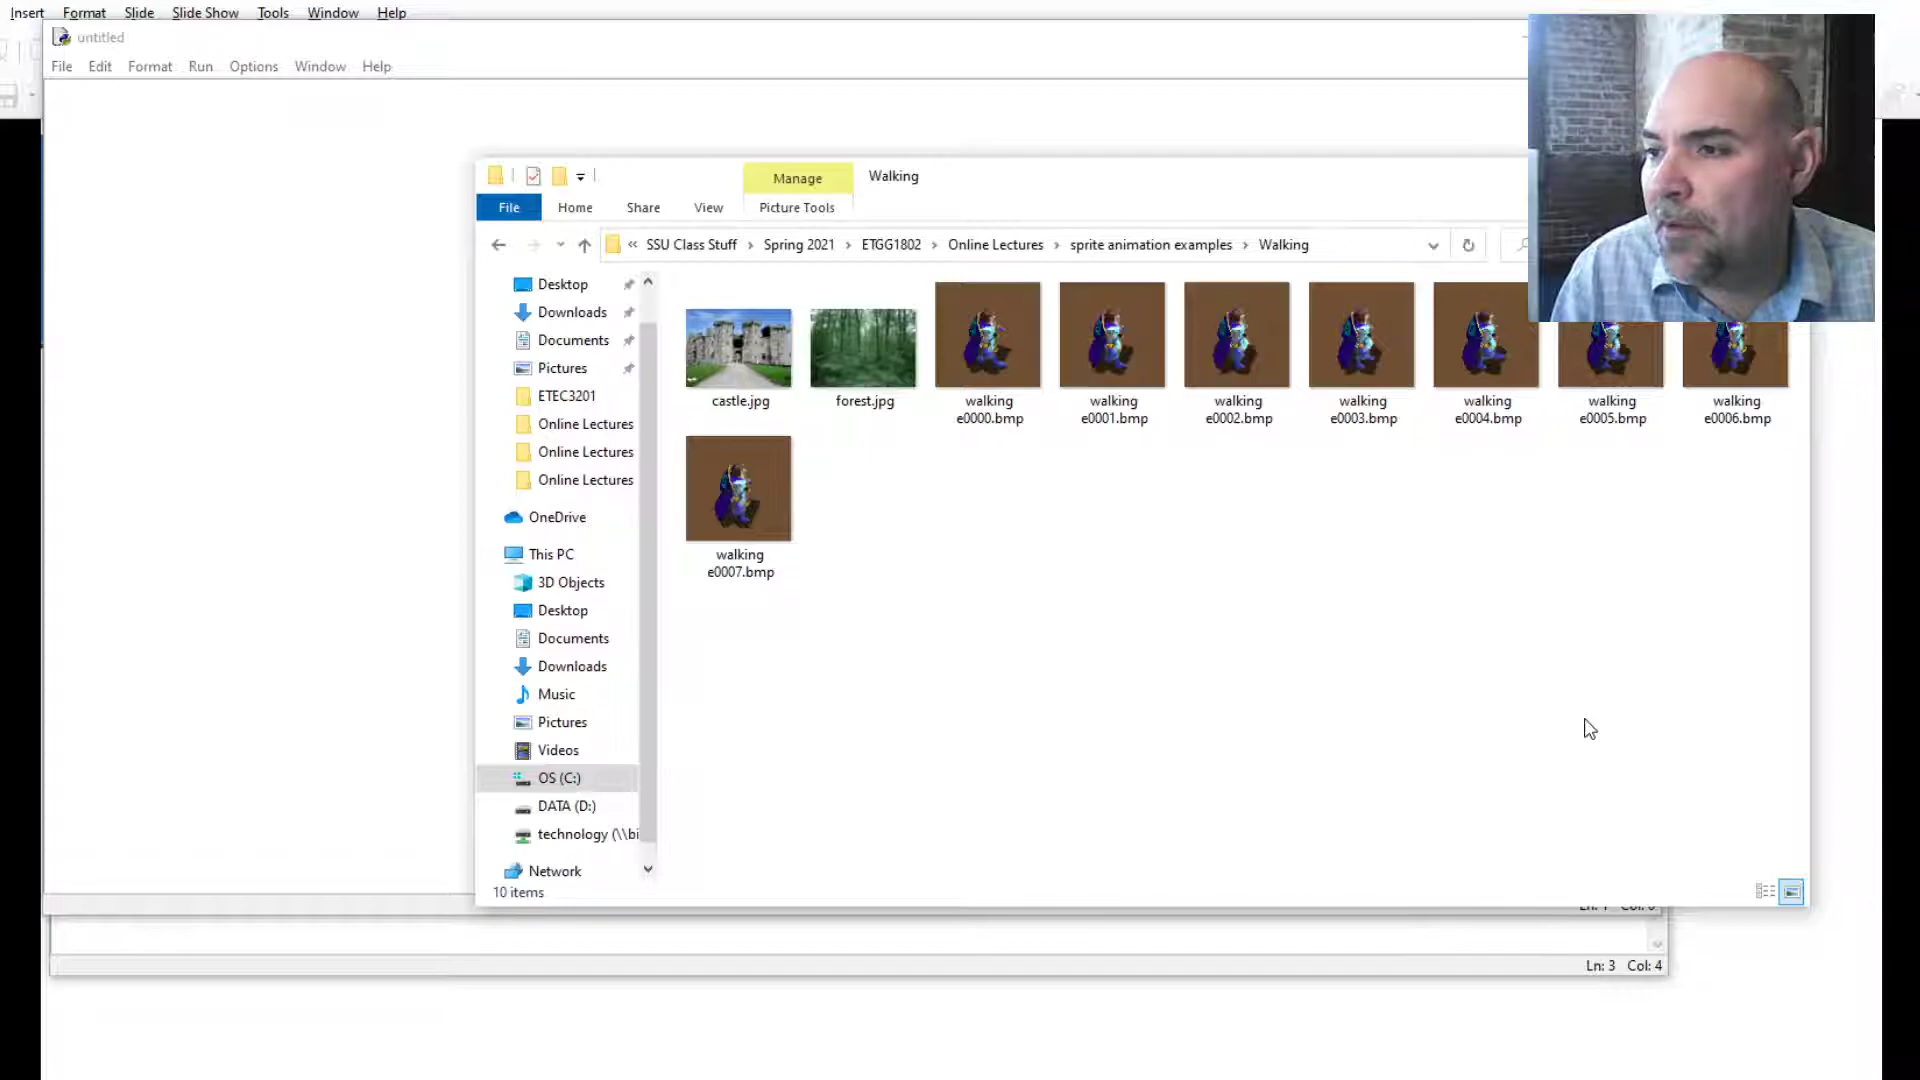 Insert Format Slide Slide Show Tools Window Help
untitled
File Edit Format Run Options Window Help
Manage Walking
File Home Share View Picture Tools
« SSU Class Stuff › Spring 2021 › ETGG1802 › Online Lectures › sprite animation examples › Walking
Desktop
Downloads
Documents
Pictures
ETEC3201
Online Lectures
Online Lectures
Online Lectures
OneDrive
This PC
3D Objects
Desktop
Documents
Downloads
Music
Pictures
Videos
OS (C:)
DATA (D:)
technology (\\bi
Network
castle.jpg
forest.jpg
walking
e0000.bmp
walking
e0001.bmp
walking
e0002.bmp
walking
e0003.bmp
walking
e0004.bmp
walking
e0005.bmp
walking
e0006.bmp
walking
e0007.bmp
10 items
Ln: 3 Col: 4